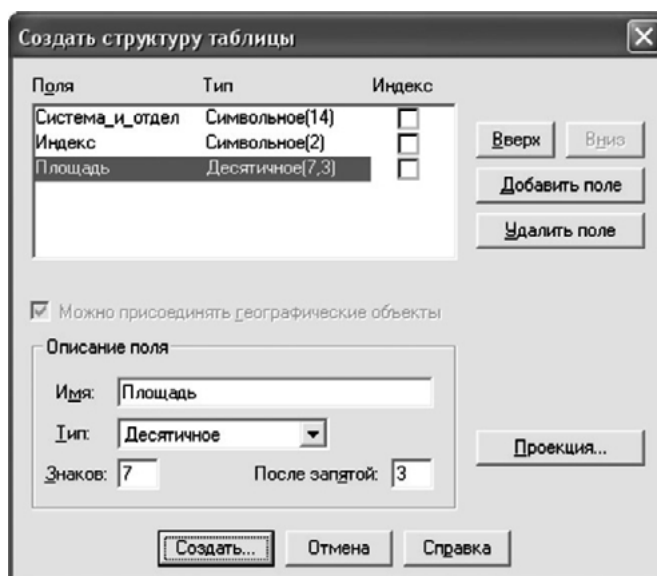 Создать структуру таблицы
Поля Тип Индекс
Система_и_отдел Символьное(14)
Индекс Символьное(2)
Площадь Десятичное(7,3)
Вверх Вниз
Добавить поле
Удалить поле
Можно присоединять географические объекты
Описание поля
Имя: Площадь
Тип: Десятичное
Знаков: 7 После запятой: 3
Проекция...
Создать... Отмена Справка